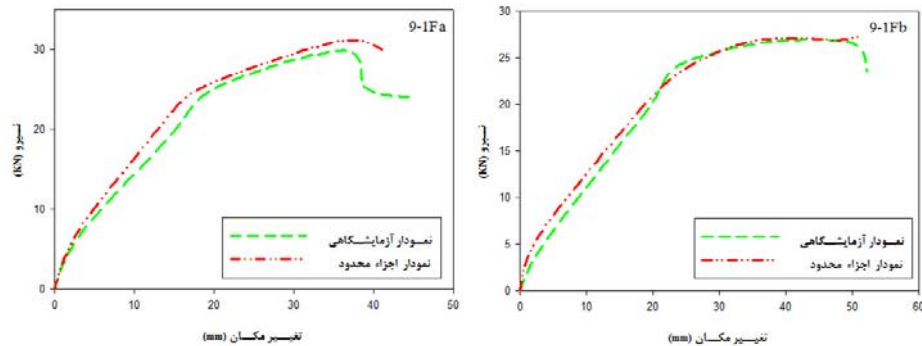 9-1Fa
30
20
10
0
0 10 20 30 40 50
نیرو (KN)
تغییر مکان (mm)
نمودار آزمایشگاهی
نمودار اجزاء محدود
9-1Fb
30
25
20
15
10
5
0
0 10 20 30 40 50 60
نیرو (KN)
تغییر مکان (mm)
نمودار آزمایشگاهی
نمودار اجزاء محدود